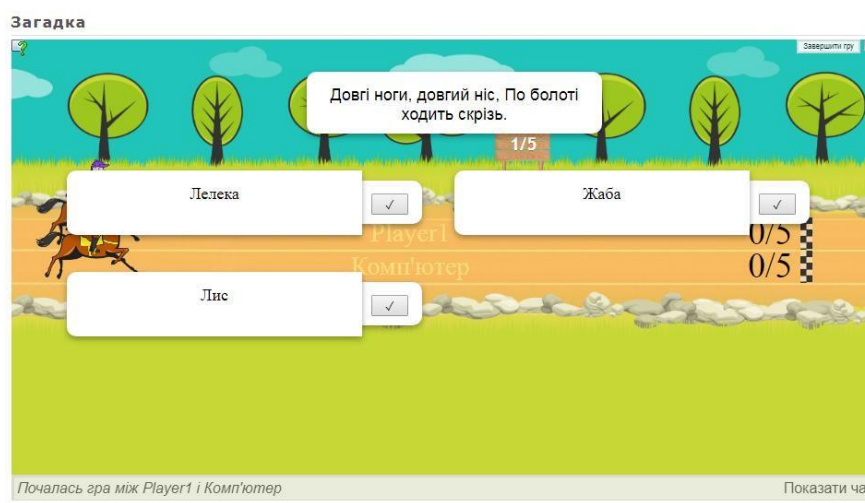 Загадка
Завершити гру
Довгі ноги, довгий ніс, По болоті
ходить скрізь.
1/5
Лелека
✓
Жаба
✓
Player1
0/5
Комп'ютер
0/5
Лис
✓
Почалась гра між Player1 і Комп'ютер
Показати ча